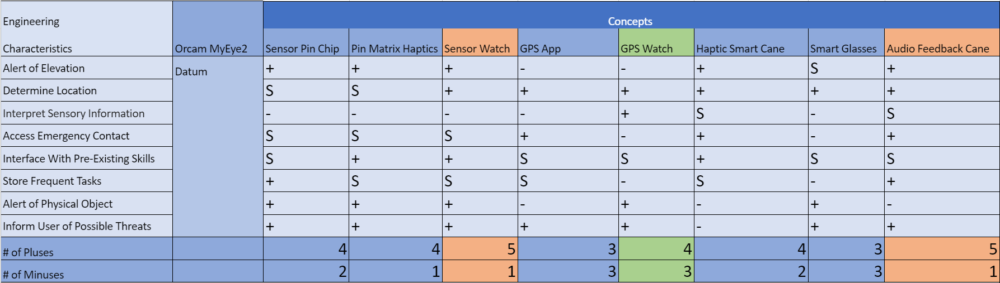 Engineering
Concepts
Characteristics Orcam MyEye2 Sensor Pin Chip Pin Matrix Haptics Sensor Watch GPS App GPS Watch Haptic Smart Cane Smart Glasses Audio Feedback Cane
Alert of Elevation Datum + + + - - + S +
Determine Location S S + + + + + +
Interpret Sensory Information - - - - + S - S
Access Emergency Contact S S S + - + - +
Interface With Pre-Existing Skills S + + S S + S S
Store Frequent Tasks + S S S - S - +
Alert of Physical Object + + + - + - + -
Inform User of Possible Threats + + + + + - + +
# of Pluses 4 4 5 3 4 4 3 5
# of Minuses 2 1 1 3 3 2 3 1